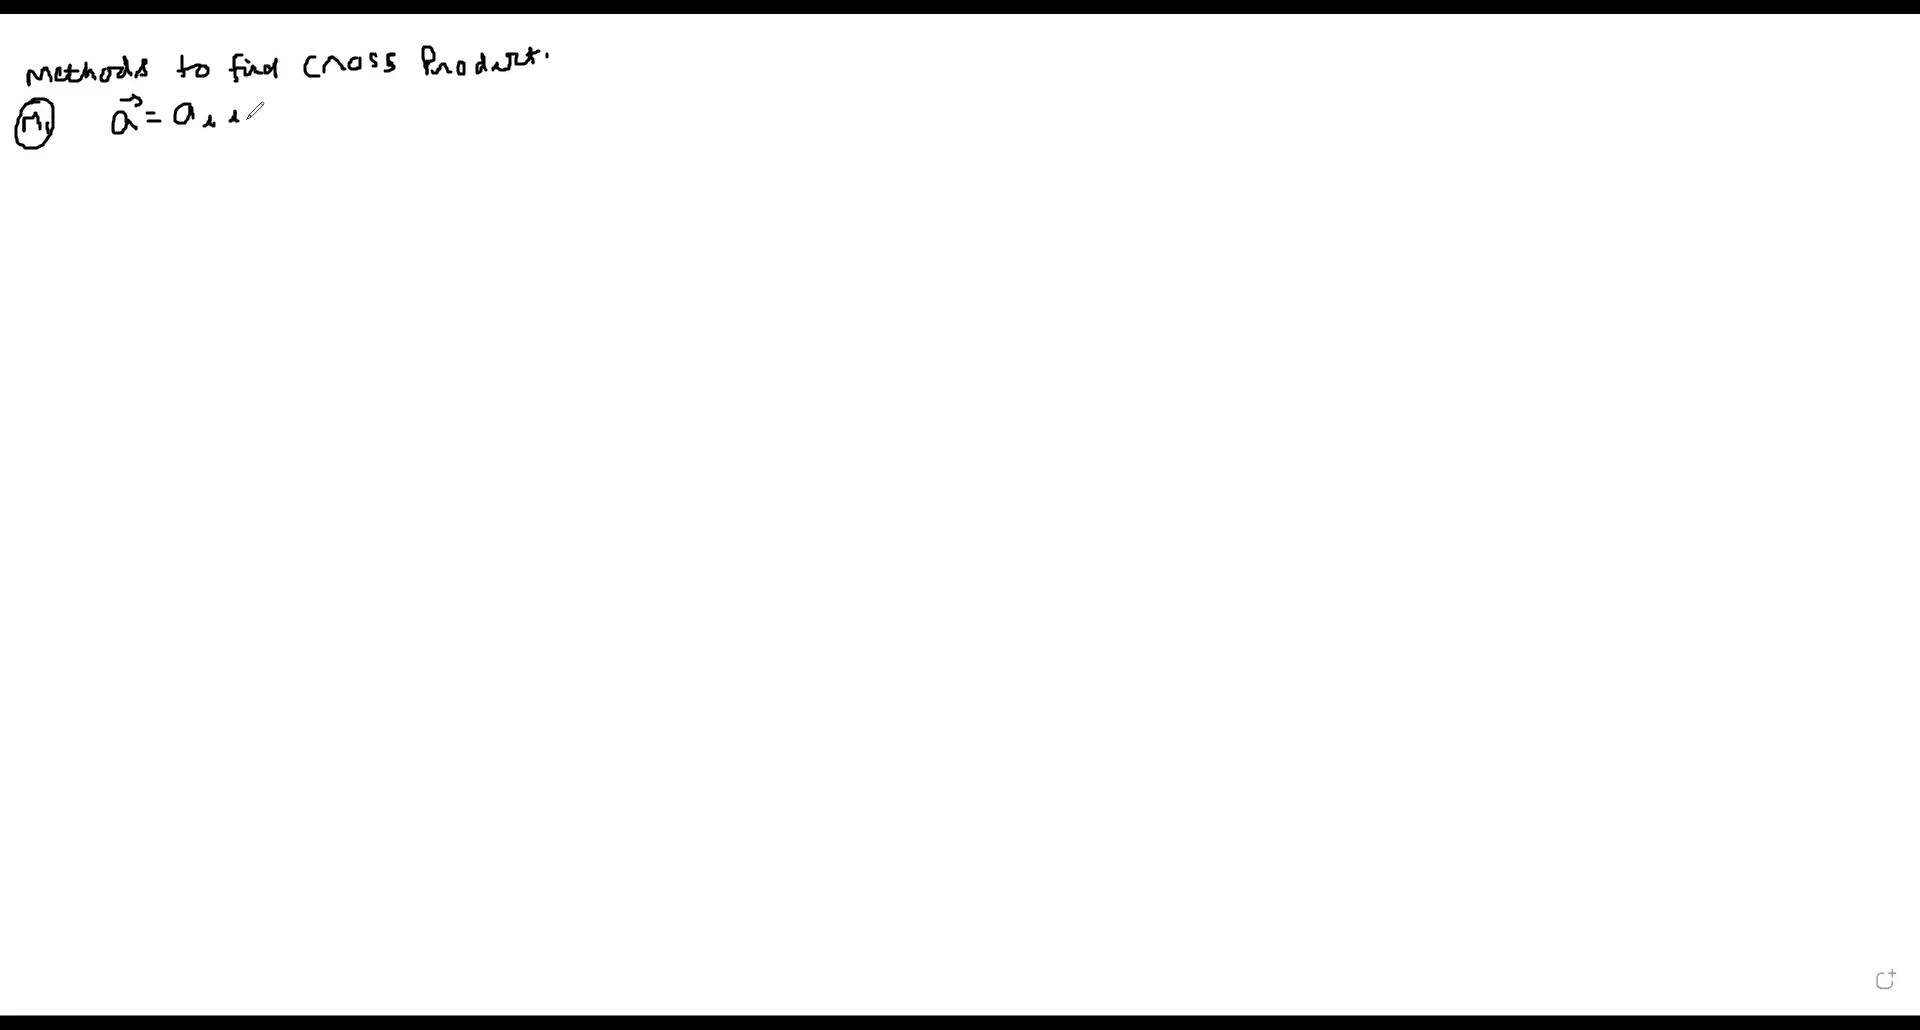 Methods to find cross Product.
M₁ a⃗ = a₁ i